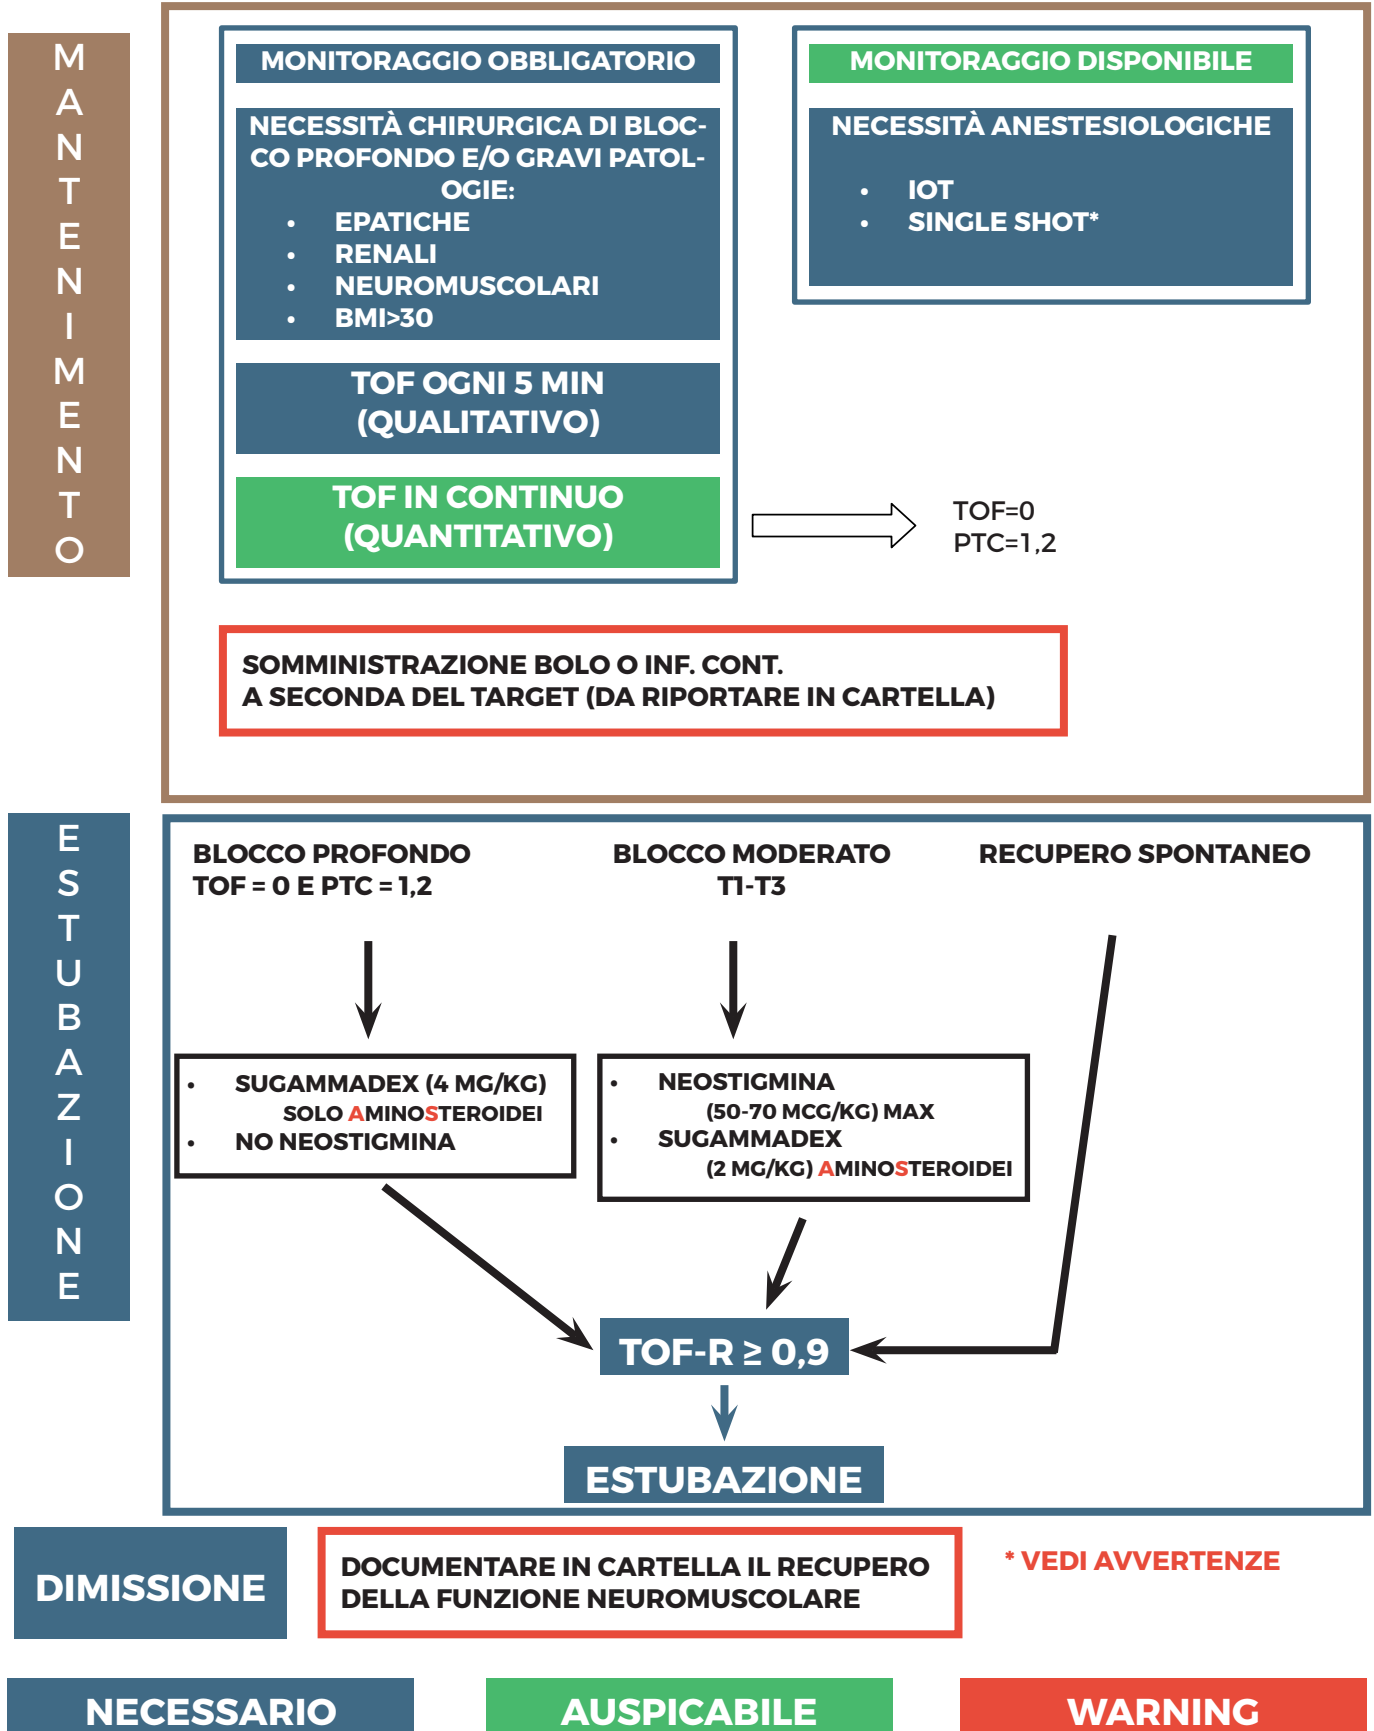 MANTENIMENTO
MONITORAGGIO OBBLIGATORIO
NECESSITÀ CHIRURGICA DI BLOC-
CO PROFONDO E/O GRAVI PATOL-
OGIE:
• EPATICHE
• RENALI
• NEUROMUSCOLARI
• BMI>30
TOF OGNI 5 MIN
(QUALITATIVO)
TOF IN CONTINUO
(QUANTITATIVO)
MONITORAGGIO DISPONIBILE
NECESSITÀ ANESTESIOLOGICHE
• IOT
• SINGLE SHOT*
TOF=0
PTC=1,2
SOMMINISTRAZIONE BOLO O INF. CONT.
A SECONDA DEL TARGET (DA RIPORTARE IN CARTELLA)
ESTUBAZIONE
BLOCCO PROFONDO
TOF = 0 E PTC = 1,2
BLOCCO MODERATO
T1-T3
RECUPERO SPONTANEO
• SUGAMMADEX (4 MG/KG)
SOLO AMINOSTEROIDEI
• NO NEOSTIGMINA
• NEOSTIGMINA
(50-70 MCG/KG) MAX
• SUGAMMADEX
(2 MG/KG) AMINOSTEROIDEI
TOF-R ≥ 0,9
ESTUBAZIONE
DIMISSIONE
DOCUMENTARE IN CARTELLA IL RECUPERO
DELLA FUNZIONE NEUROMUSCOLARE
* VEDI AVVERTENZE
NECESSARIO
AUSPICABILE
WARNING